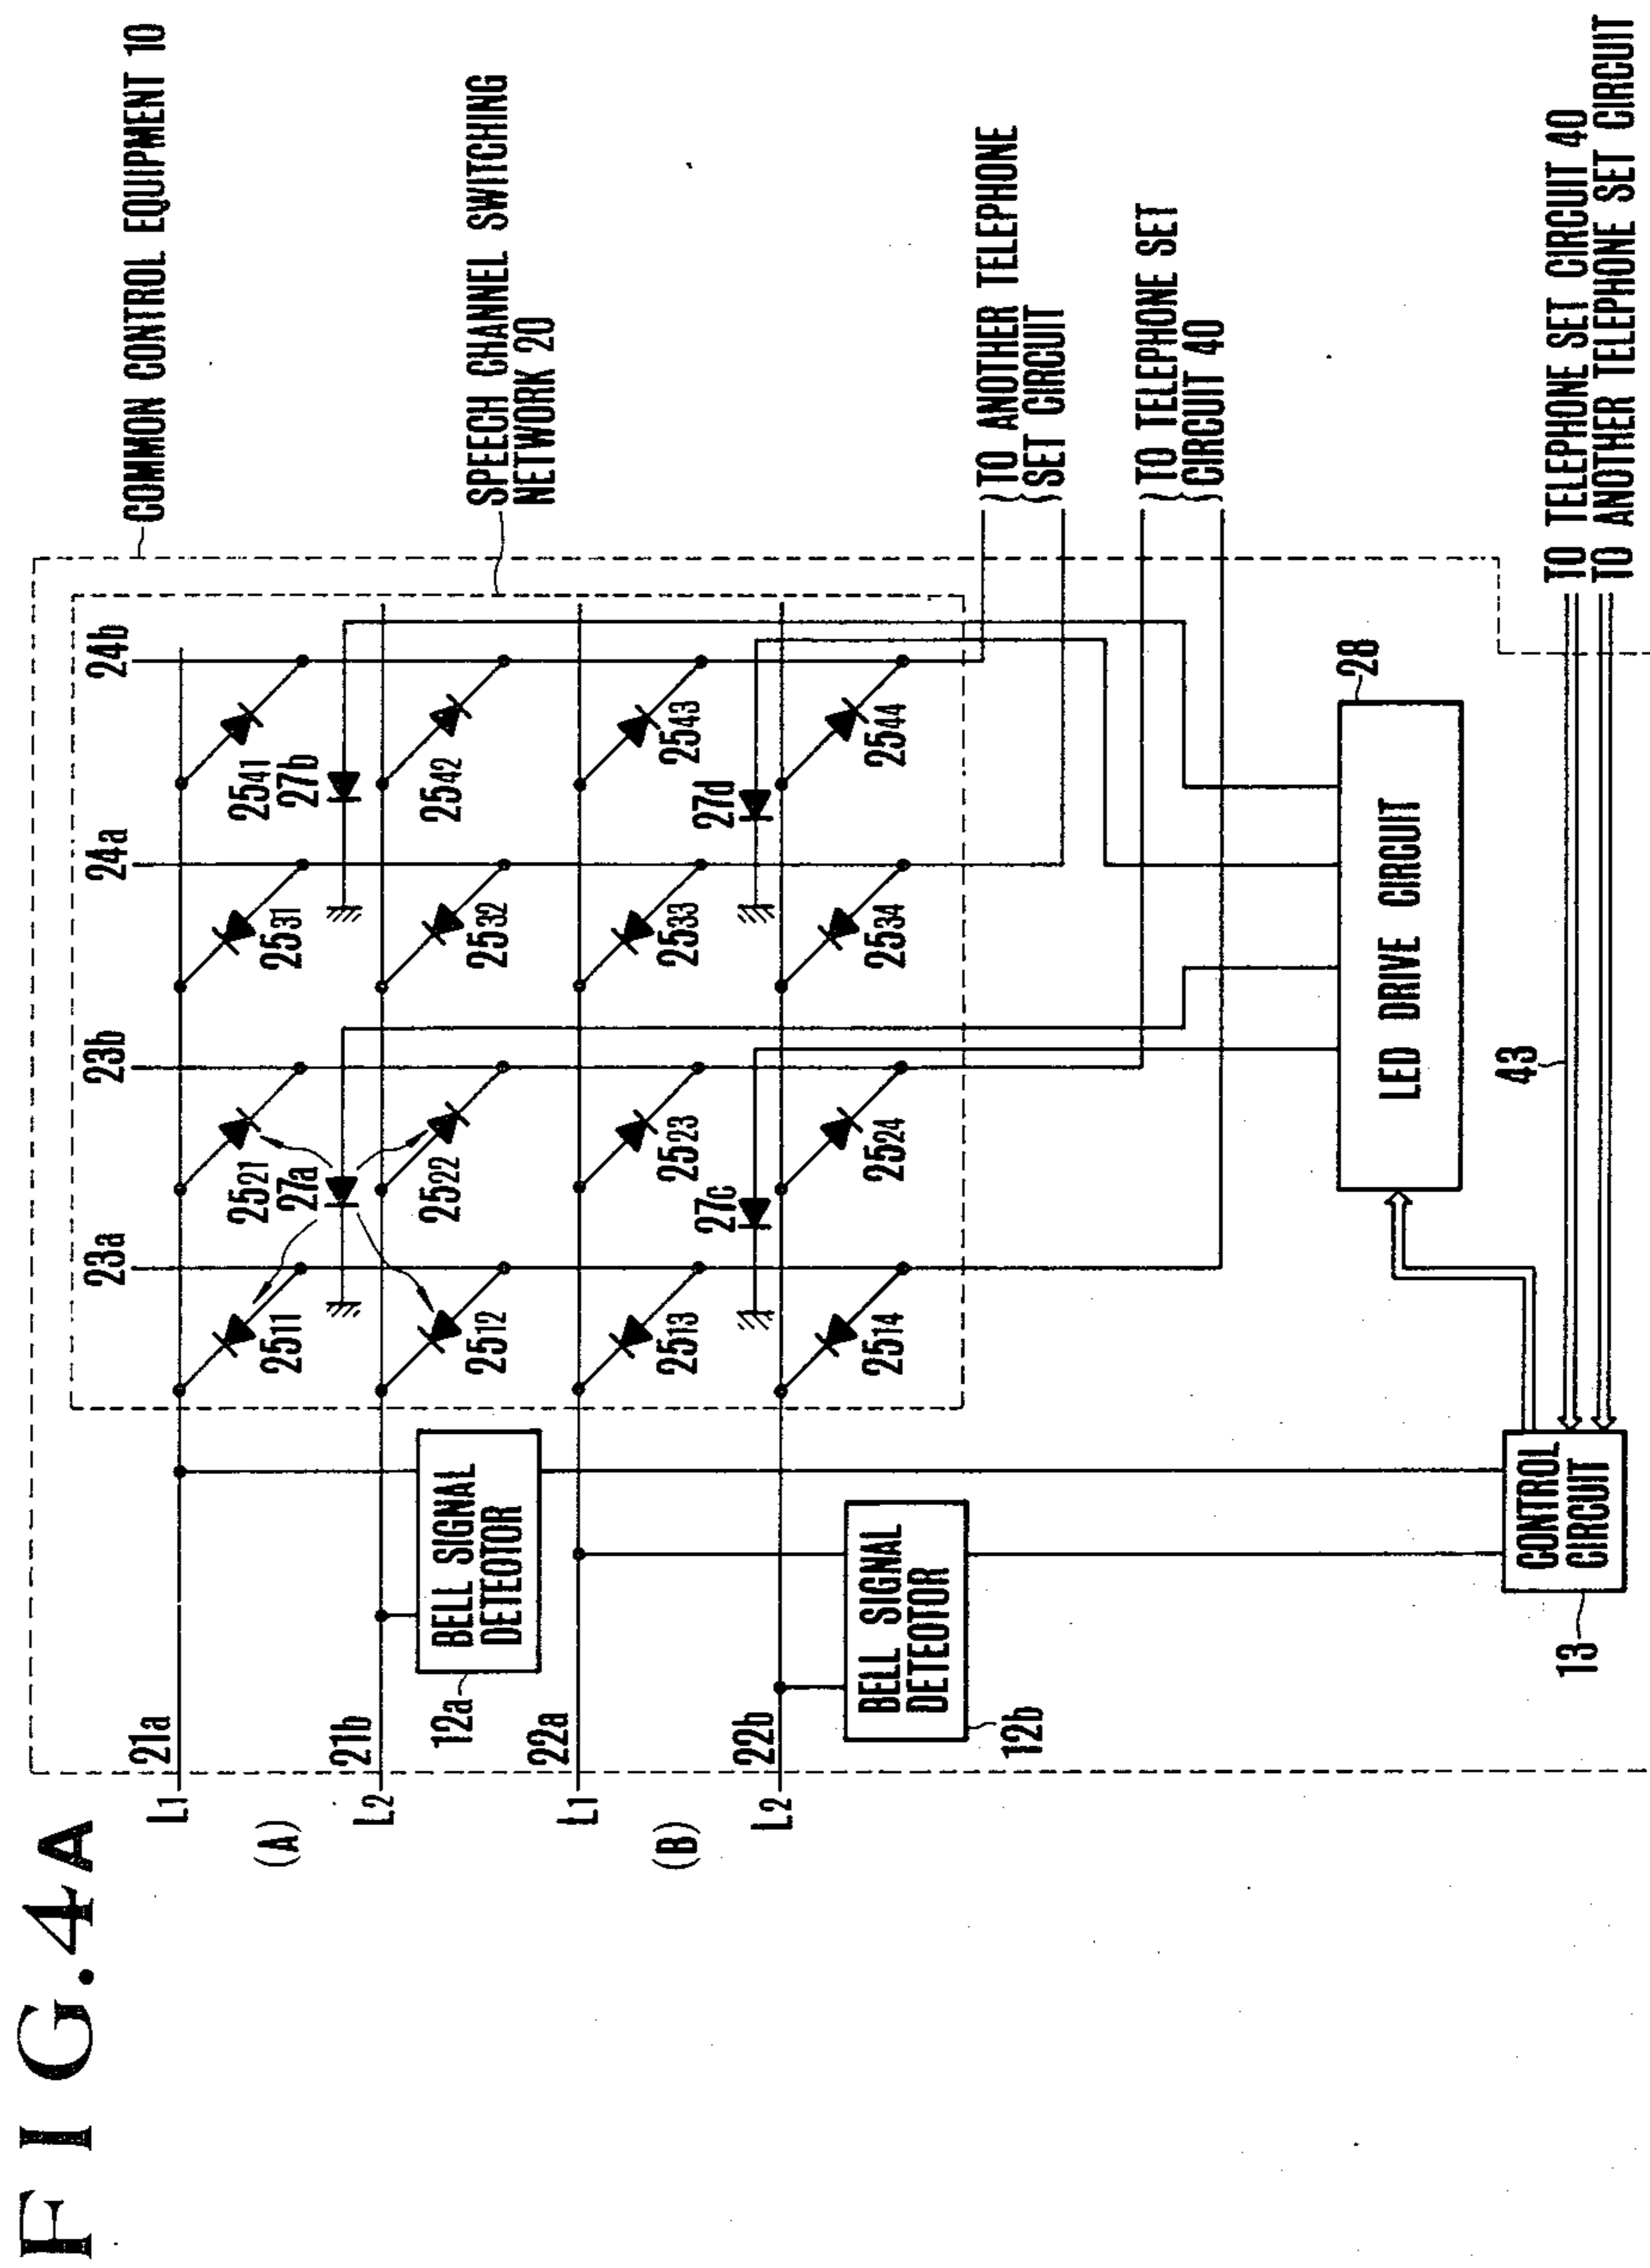 FIG.4A
COMMON CONTROL EQUIPMENT 10
SPEECH CHANNEL SWITCHING
NETWORK 20
23a
23b
24a
24b
L1
21a
(A)
L2
21b
L1
22a
(B)
L2
22b
2511
2521
2531
2541
27a
27b
2512
2522
2532
2542
2513
2523
2533
2543
27c
27d
2514
2524
2534
2544
BELL SIGNAL
DETEOTOR
12a
BELL SIGNAL
DETEOTOR
12b
TO ANOTHER TELEPHONE
SET CIRCUIT
TO TELEPHONE SET
CIRCUIT 40
LED DRIVE CIRCUIT
28
CONTROL
CIRCUIT
13
43
TO TELEPHONE SET CIRCUIT 40
TO ANOTHER TELEPHONE SET CIRCUIT